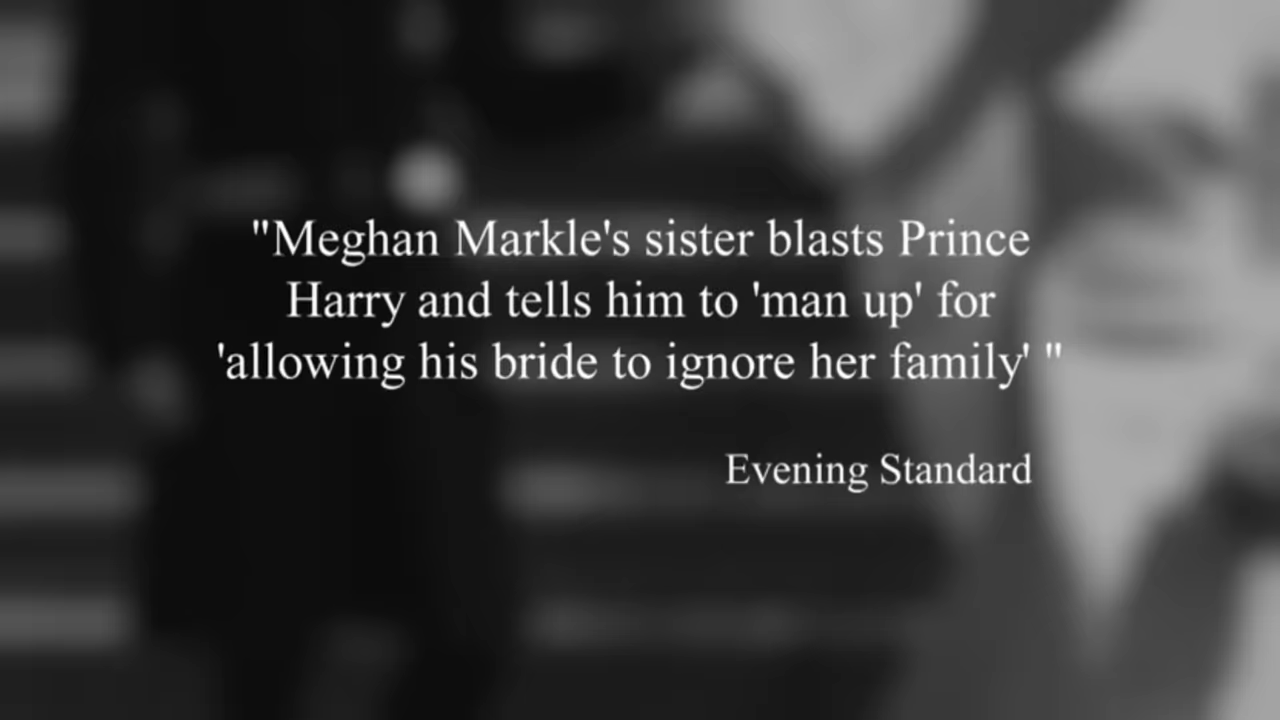 "Meghan Markle's sister blasts Prince
Harry and tells him to 'man up' for
'allowing his bride to ignore her family' "
Evening Standard